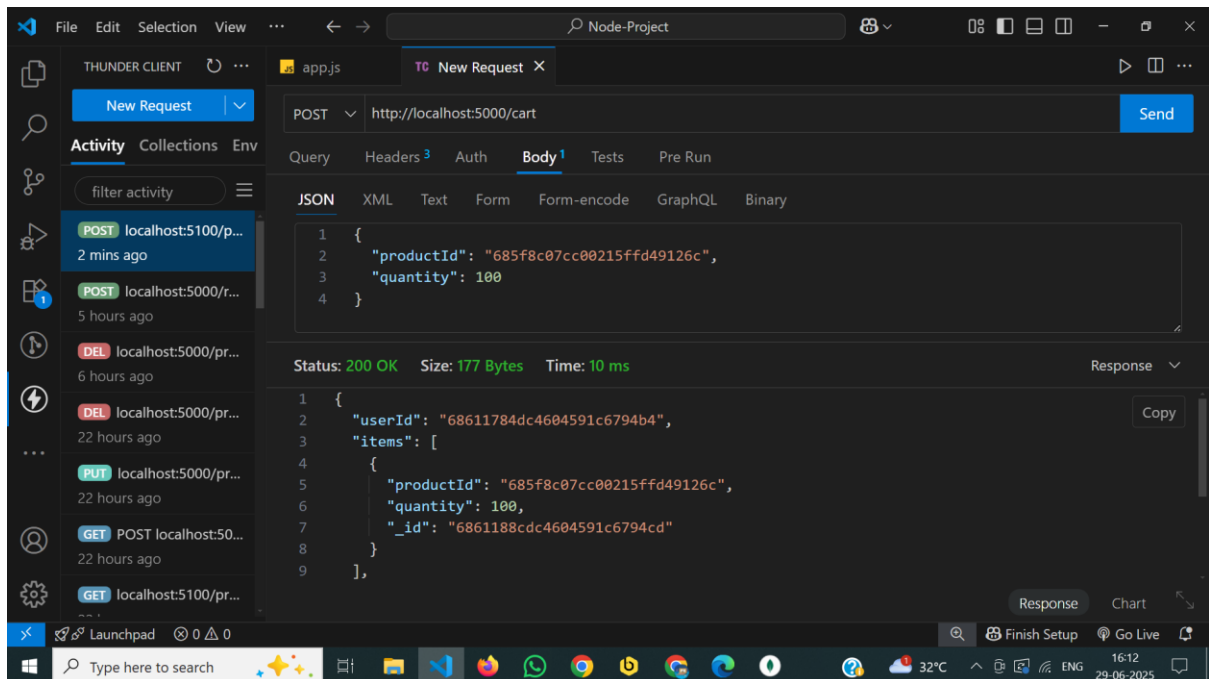 File Edit Selection View ··· Node-Project
THUNDER CLIENT ···
New Request
Activity Collections Env
filter activity
POST localhost:5100/p...
2 mins ago
POST localhost:5000/r...
5 hours ago
DEL localhost:5000/pr...
6 hours ago
DEL localhost:5000/pr...
22 hours ago
PUT localhost:5000/pr...
22 hours ago
GET POST localhost:50...
22 hours ago
GET localhost:5100/pr...
JS app.js TC New Request
POST http://localhost:5000/cart Send
Query Headers 3 Auth Body 1 Tests Pre Run
JSON XML Text Form Form-encode GraphQL Binary
1 {
2 "productId": "685f8c07cc00215ffd49126c",
3 "quantity": 100
4 }
Status: 200 OK Size: 177 Bytes Time: 10 ms Response
1 {
Copy
2 "userId": "68611784dc4604591c6794b4",
3 "items": [
4 {
5 "productId": "685f8c07cc00215ffd49126c",
6 "quantity": 100,
7 "_id": "6861188cdc4604591c6794cd"
8 }
9 ],
Response Chart
Launchpad 0 0 Finish Setup Go Live
Type here to search 32°C ENG 16:12
29-06-2025